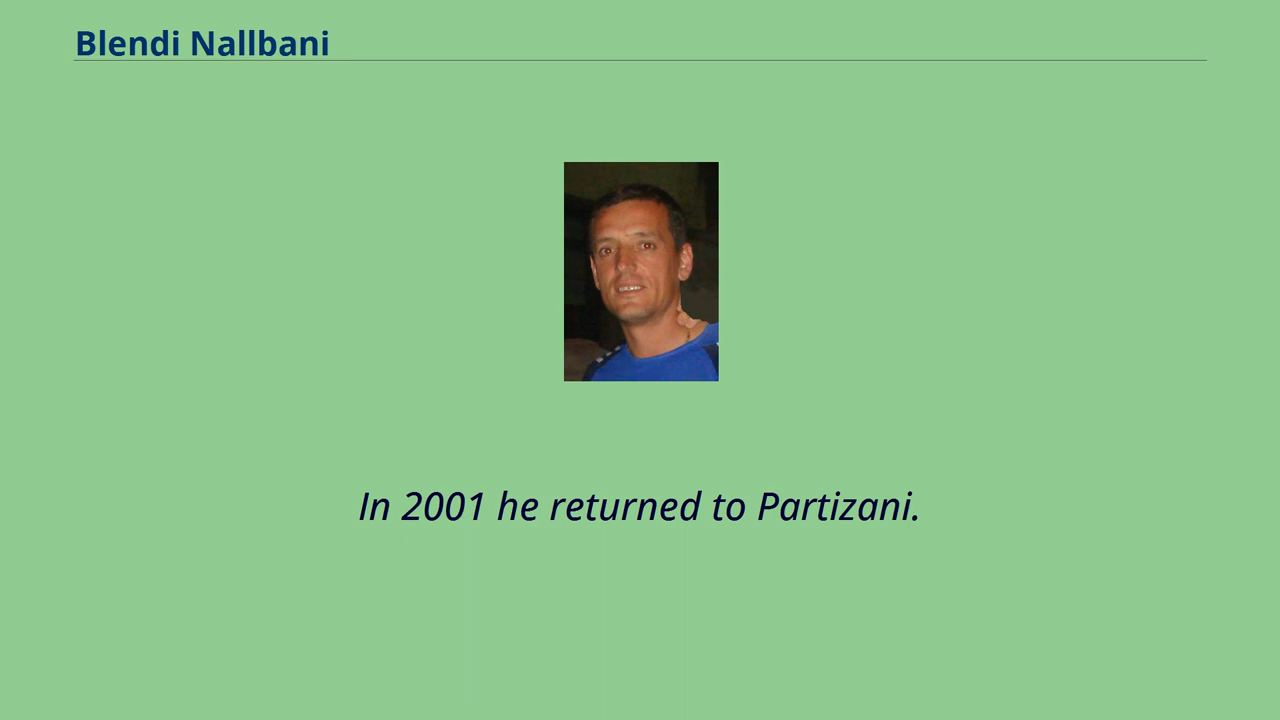 Blendi Nallbani
In 2001 he returned to Partizani.